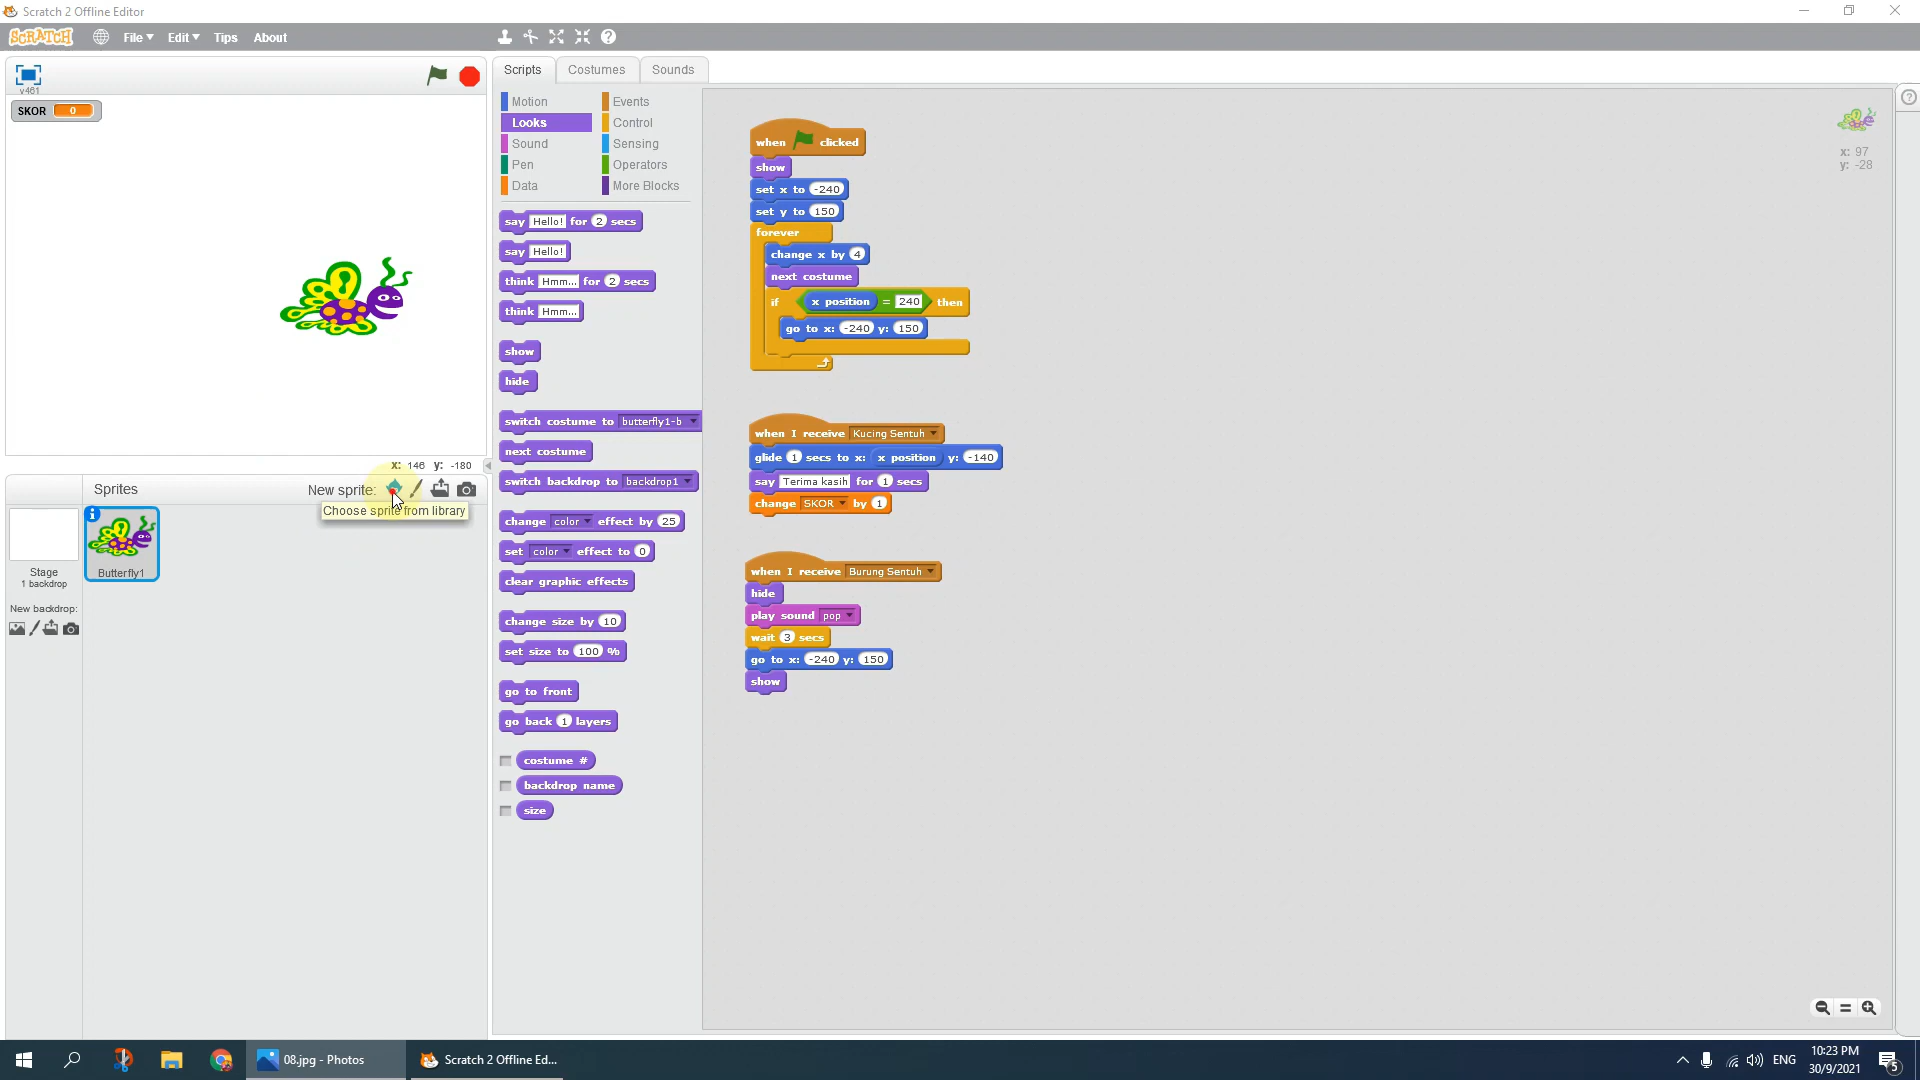 Scratch 2 Offline Editor
SCRATCH File Edit Tips About
v461
SKOR 0
x: 146 y: -180
Sprites New sprite:
Choose sprite from library
Butterfly1
Stage
1 backdrop
New backdrop:
Scripts Costumes Sounds
Motion Events
Looks Control
Sound Sensing
Pen Operators
Data More Blocks
say Hello! for 2 secs
say Hello!
think Hmm... for 2 secs
think Hmm...
show
hide
switch costume to butterfly1-b
next costume
switch backdrop to backdrop1
change color effect by 25
set color effect to 0
clear graphic effects
change size by 10
set size to 100 %
go to front
go back 1 layers
costume #
backdrop name
size
when clicked
show
set x to -240
set y to 150
forever
change x by 4
next costume
if x position = 240 then
go to x: -240 y: 150
when I receive Kucing Sentuh
glide 1 secs to x: x position y: -140
say Terima kasih for 1 secs
change SKOR by 1
when I receive Burung Sentuh
hide
play sound pop
wait 3 secs
go to x: -240 y: 150
show
x: 97
y: -28
08.jpg - Photos
Scratch 2 Offline Ed...
ENG
10:23 PM
30/9/2021
5